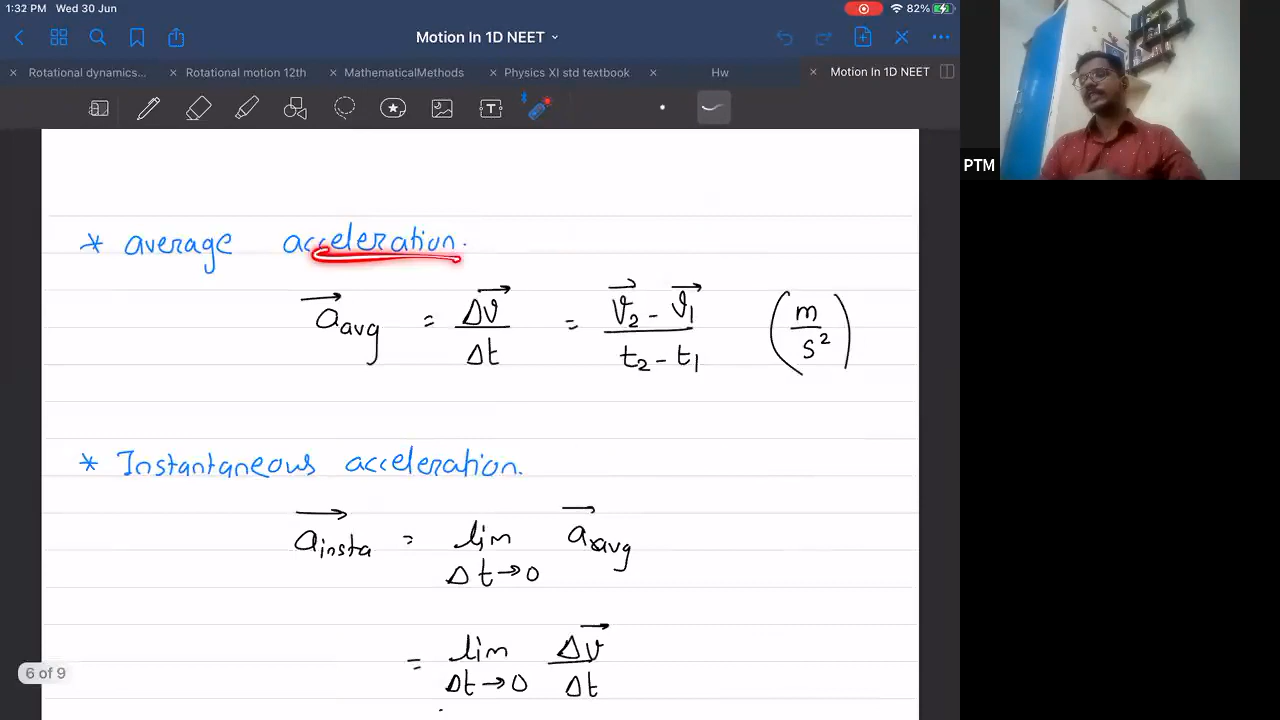 1:32 PM Wed 30 Jun
82%
Motion In 1D NEET
Rotational dynamics...
Rotational motion 12th
MathematicalMethods
Physics XI std textbook
Hw
Motion In 1D NEET
PTM
* average acceleration.
a⃗avg = Δv⃗/Δt = (v⃗₂ - v⃗₁)/(t₂ - t₁) (m/s²)
* Instantaneous acceleration.
a⃗insta = lim Δt→0 a⃗avg
= lim Δt→0 Δv⃗/Δt
6 of 9